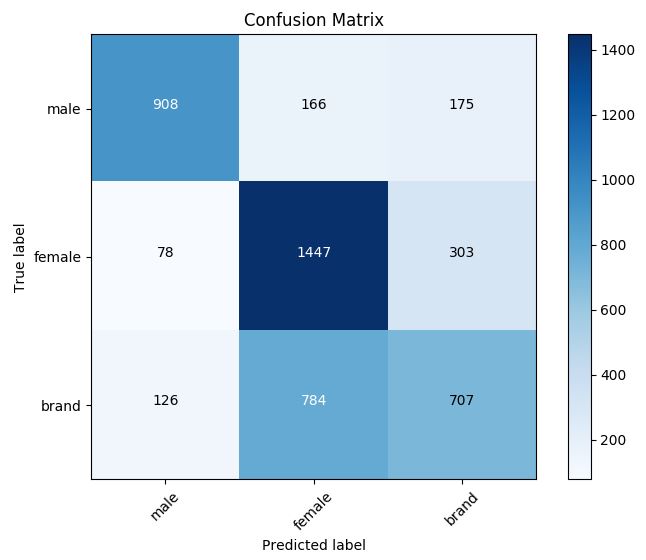 Confusion Matrix
True label
male
female
brand
908 166 175
78 1447 303
126 784 707
male
female
brand
Predicted label
1400
1200
1000
800
600
400
200